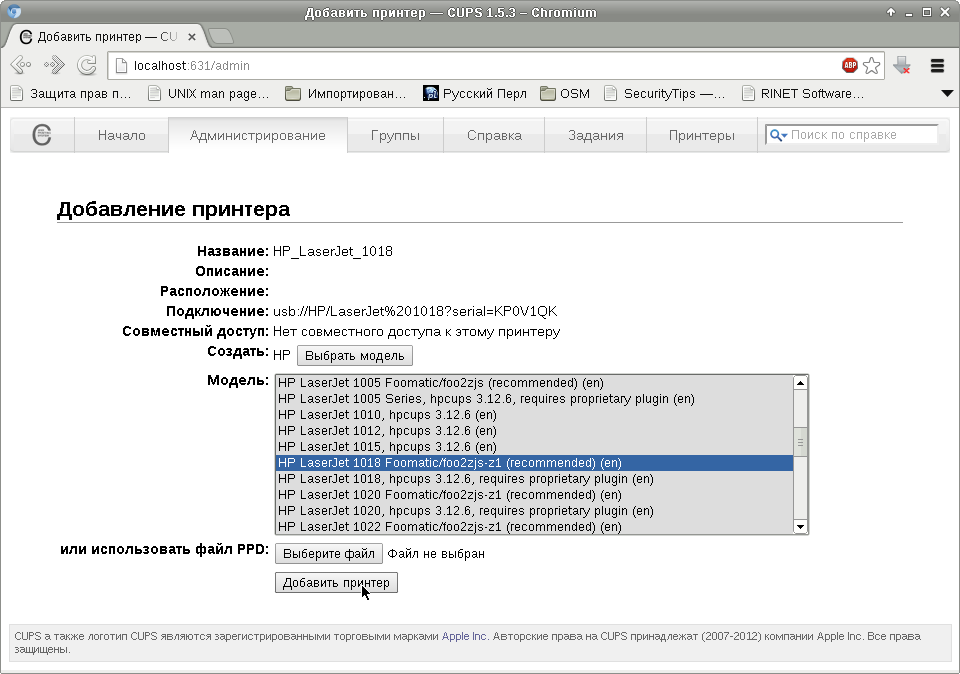 Добавить принтер — CUPS 1.5.3 – Chromium
Добавить принтер — CU
localhost:631/admin
ABP
Защита прав п...
UNIX man page...
Импортирован...
Русский Перл
OSM
SecurityTips —...
RINET Software...
Начало
Администрирование
Группы
Справка
Задания
Принтеры
Поиск по справке
Добавление принтера
Название: HP_LaserJet_1018
Описание:
Расположение:
Подключение: usb://HP/LaserJet%201018?serial=KP0V1QK
Совместный доступ: Нет совместного доступа к этому принтеру
Создать: HP Выбрать модель
Модель:
HP LaserJet 1005 Foomatic/foo2zjs (recommended) (en)
HP LaserJet 1005 Series, hpcups 3.12.6, requires proprietary plugin (en)
HP LaserJet 1010, hpcups 3.12.6 (en)
HP LaserJet 1012, hpcups 3.12.6 (en)
HP LaserJet 1015, hpcups 3.12.6 (en)
HP LaserJet 1018 Foomatic/foo2zjs-z1 (recommended) (en)
HP LaserJet 1018, hpcups 3.12.6, requires proprietary plugin (en)
HP LaserJet 1020 Foomatic/foo2zjs-z1 (recommended) (en)
HP LaserJet 1020, hpcups 3.12.6, requires proprietary plugin (en)
HP LaserJet 1022 Foomatic/foo2zjs-z1 (recommended) (en)
или использовать файл PPD: Выберите файл Файл не выбран
Добавить принтер
CUPS а также логотип CUPS являются зарегистрированными торговыми марками Apple Inc. Авторские права на CUPS принадлежат (2007-2012) компании Apple Inc. Все права
защищены.